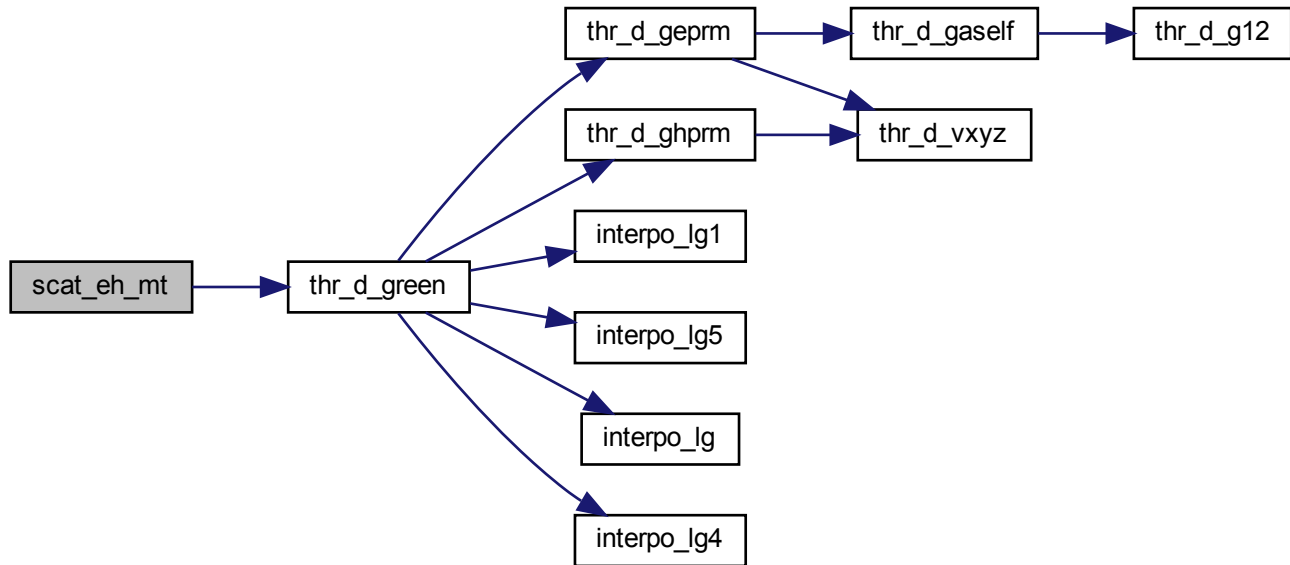 thr_d_geprm
thr_d_gaself
thr_d_g12
thr_d_ghprm
thr_d_vxyz
interpo_lg1
scat_eh_mt
thr_d_green
interpo_lg5
interpo_lg
interpo_lg4